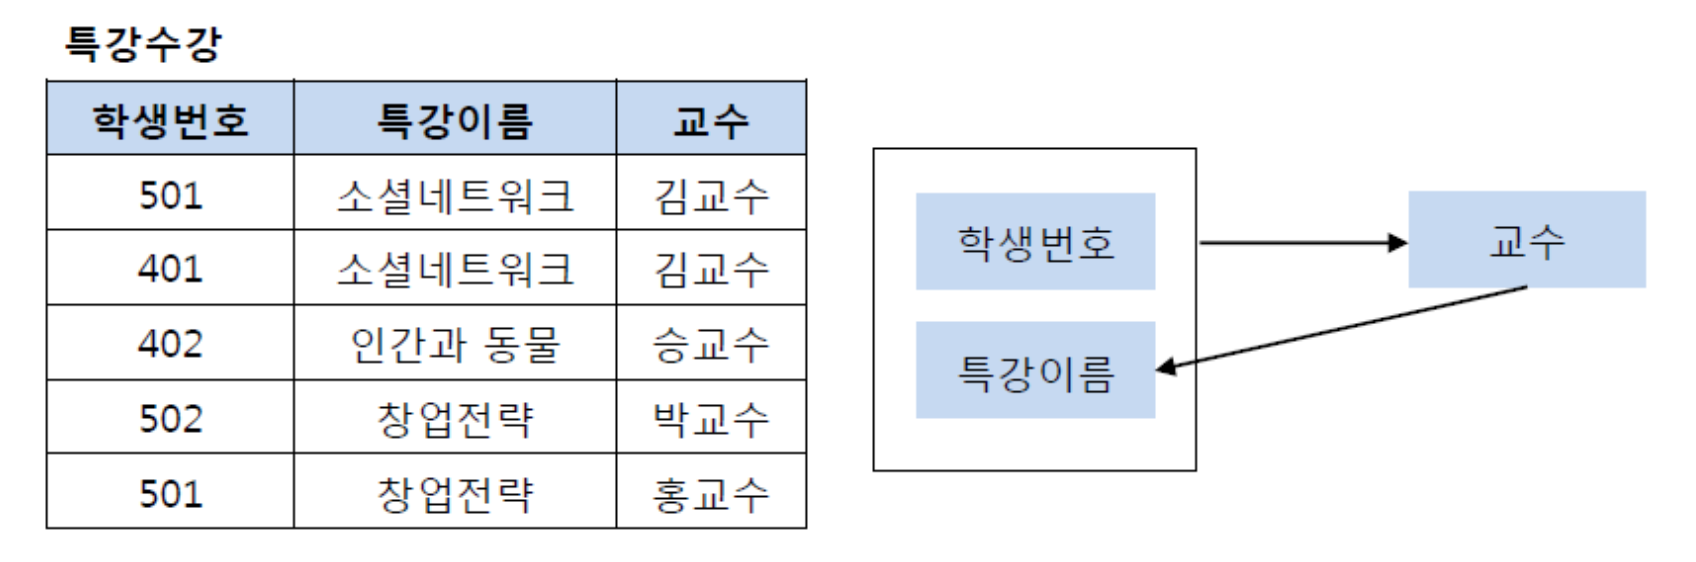 특강수강
학생번호 특강이름 교수
501 소셜네트워크 김교수
401 소셜네트워크 김교수
402 인간과 동물 승교수
502 창업전략 박교수
501 창업전략 홍교수
학생번호 교수
특강이름